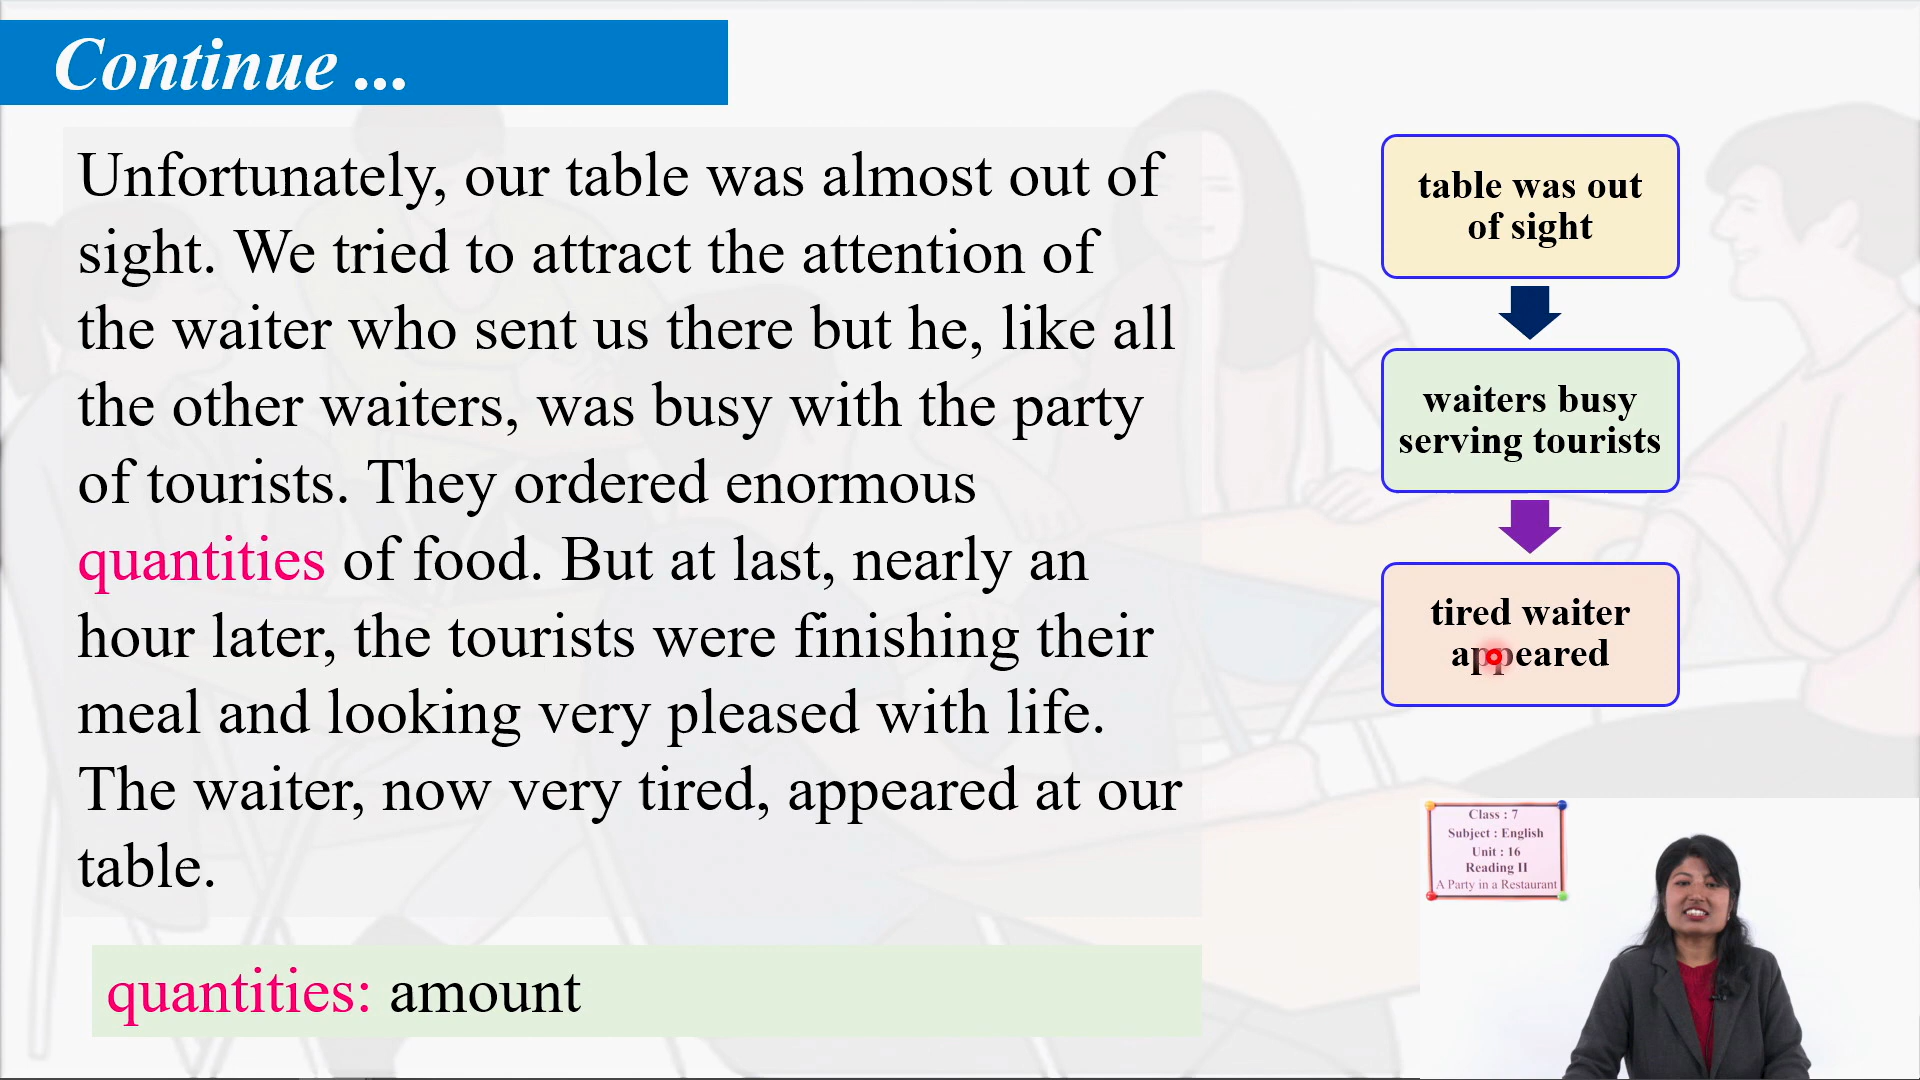 Continue ...
Unfortunately, our table was almost out of
sight. We tried to attract the attention of
the waiter who sent us there but he, like all
the other waiters, was busy with the party
of tourists. They ordered enormous
quantities of food. But at last, nearly an
hour later, the tourists were finishing their
meal and looking very pleased with life.
The waiter, now very tired, appeared at our
table.
quantities: amount
table was out
of sight
waiters busy
serving tourists
tired waiter
appeared
Class : 7
Subject : English
Unit : 16
Reading II
A Party in a Restaurant